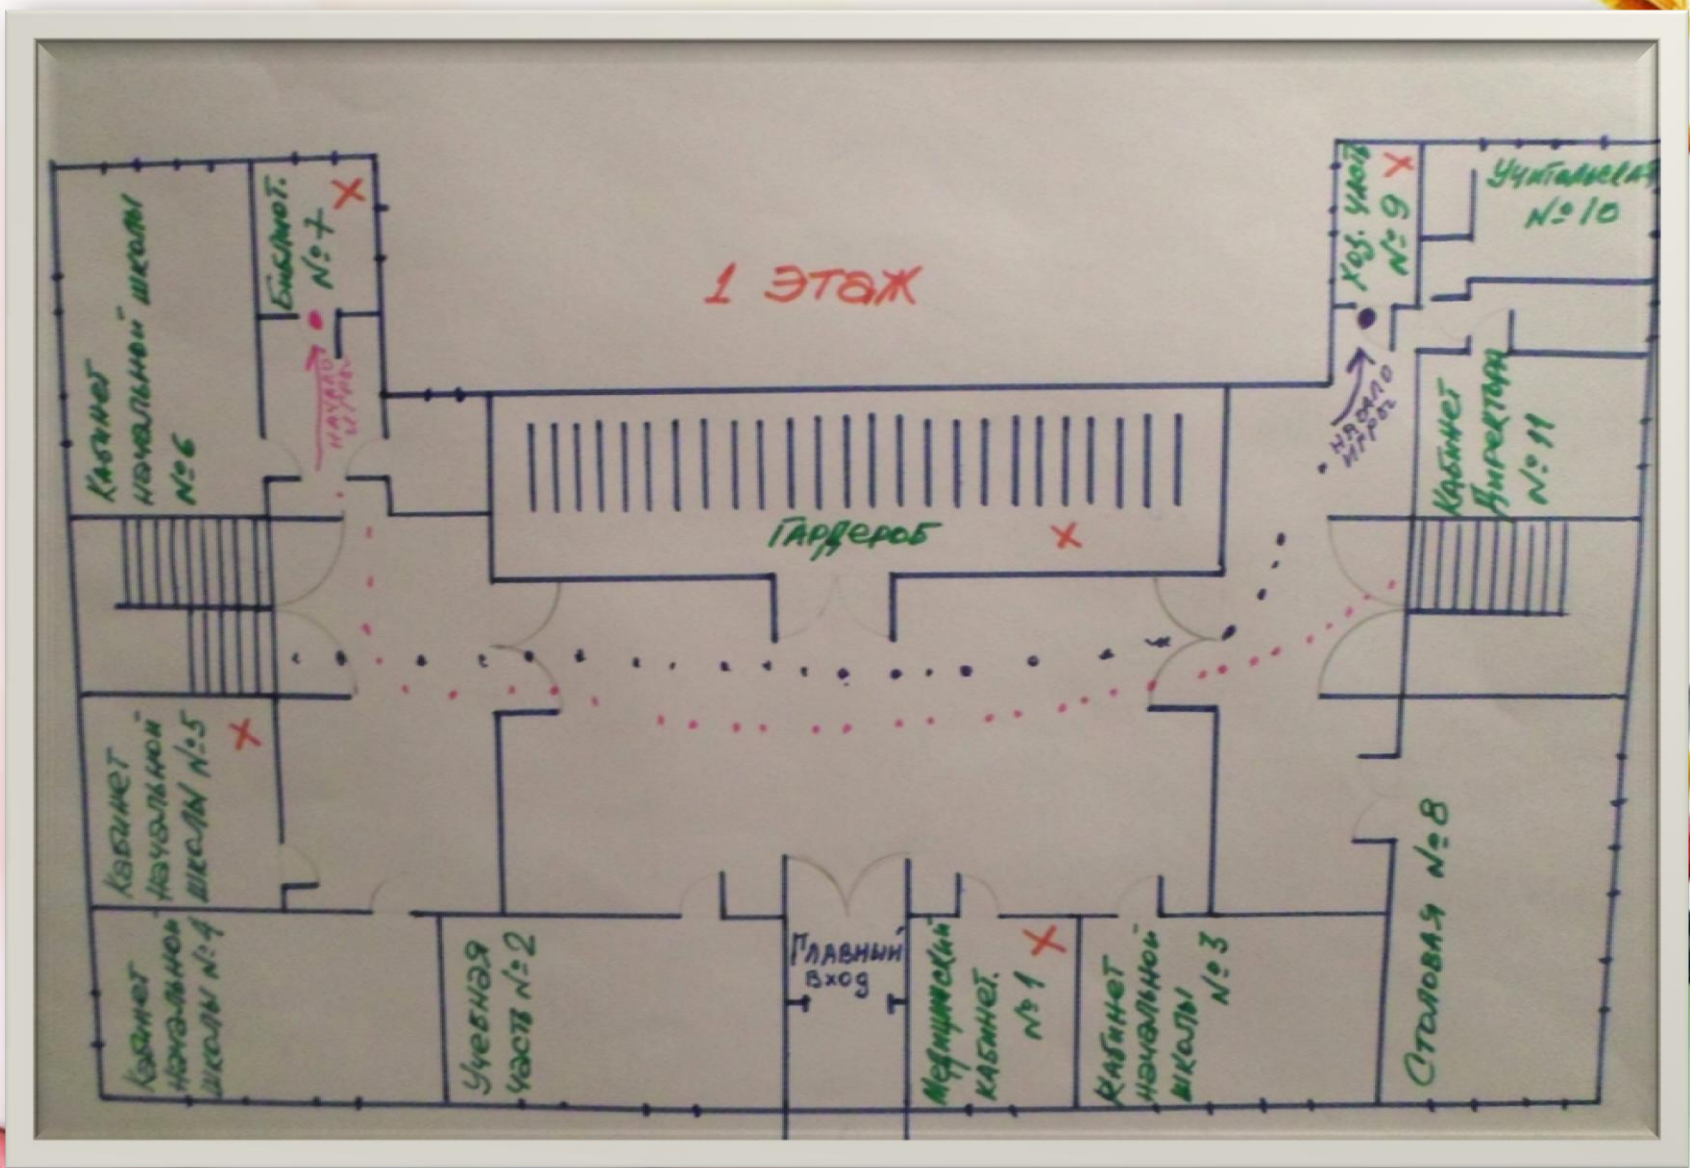 1 ЭТАЖ
Кабинет
начальной школы
№6
Библиот.
№7
НАЧАЛО
ИГРЫ
Хоз. часть
№9
Учительская
№10
НАЧАЛО
ИГРЫ
Кабинет
Директора
№11
ГАРДЕРОБ
Кабинет
начальной
школы №5
Кабинет
начальной
школы №4
Учебная
часть №2
Главный
вход
Медицинский
кабинет.
№1
Кабинет
начальной
школы
№3
Столовая №8